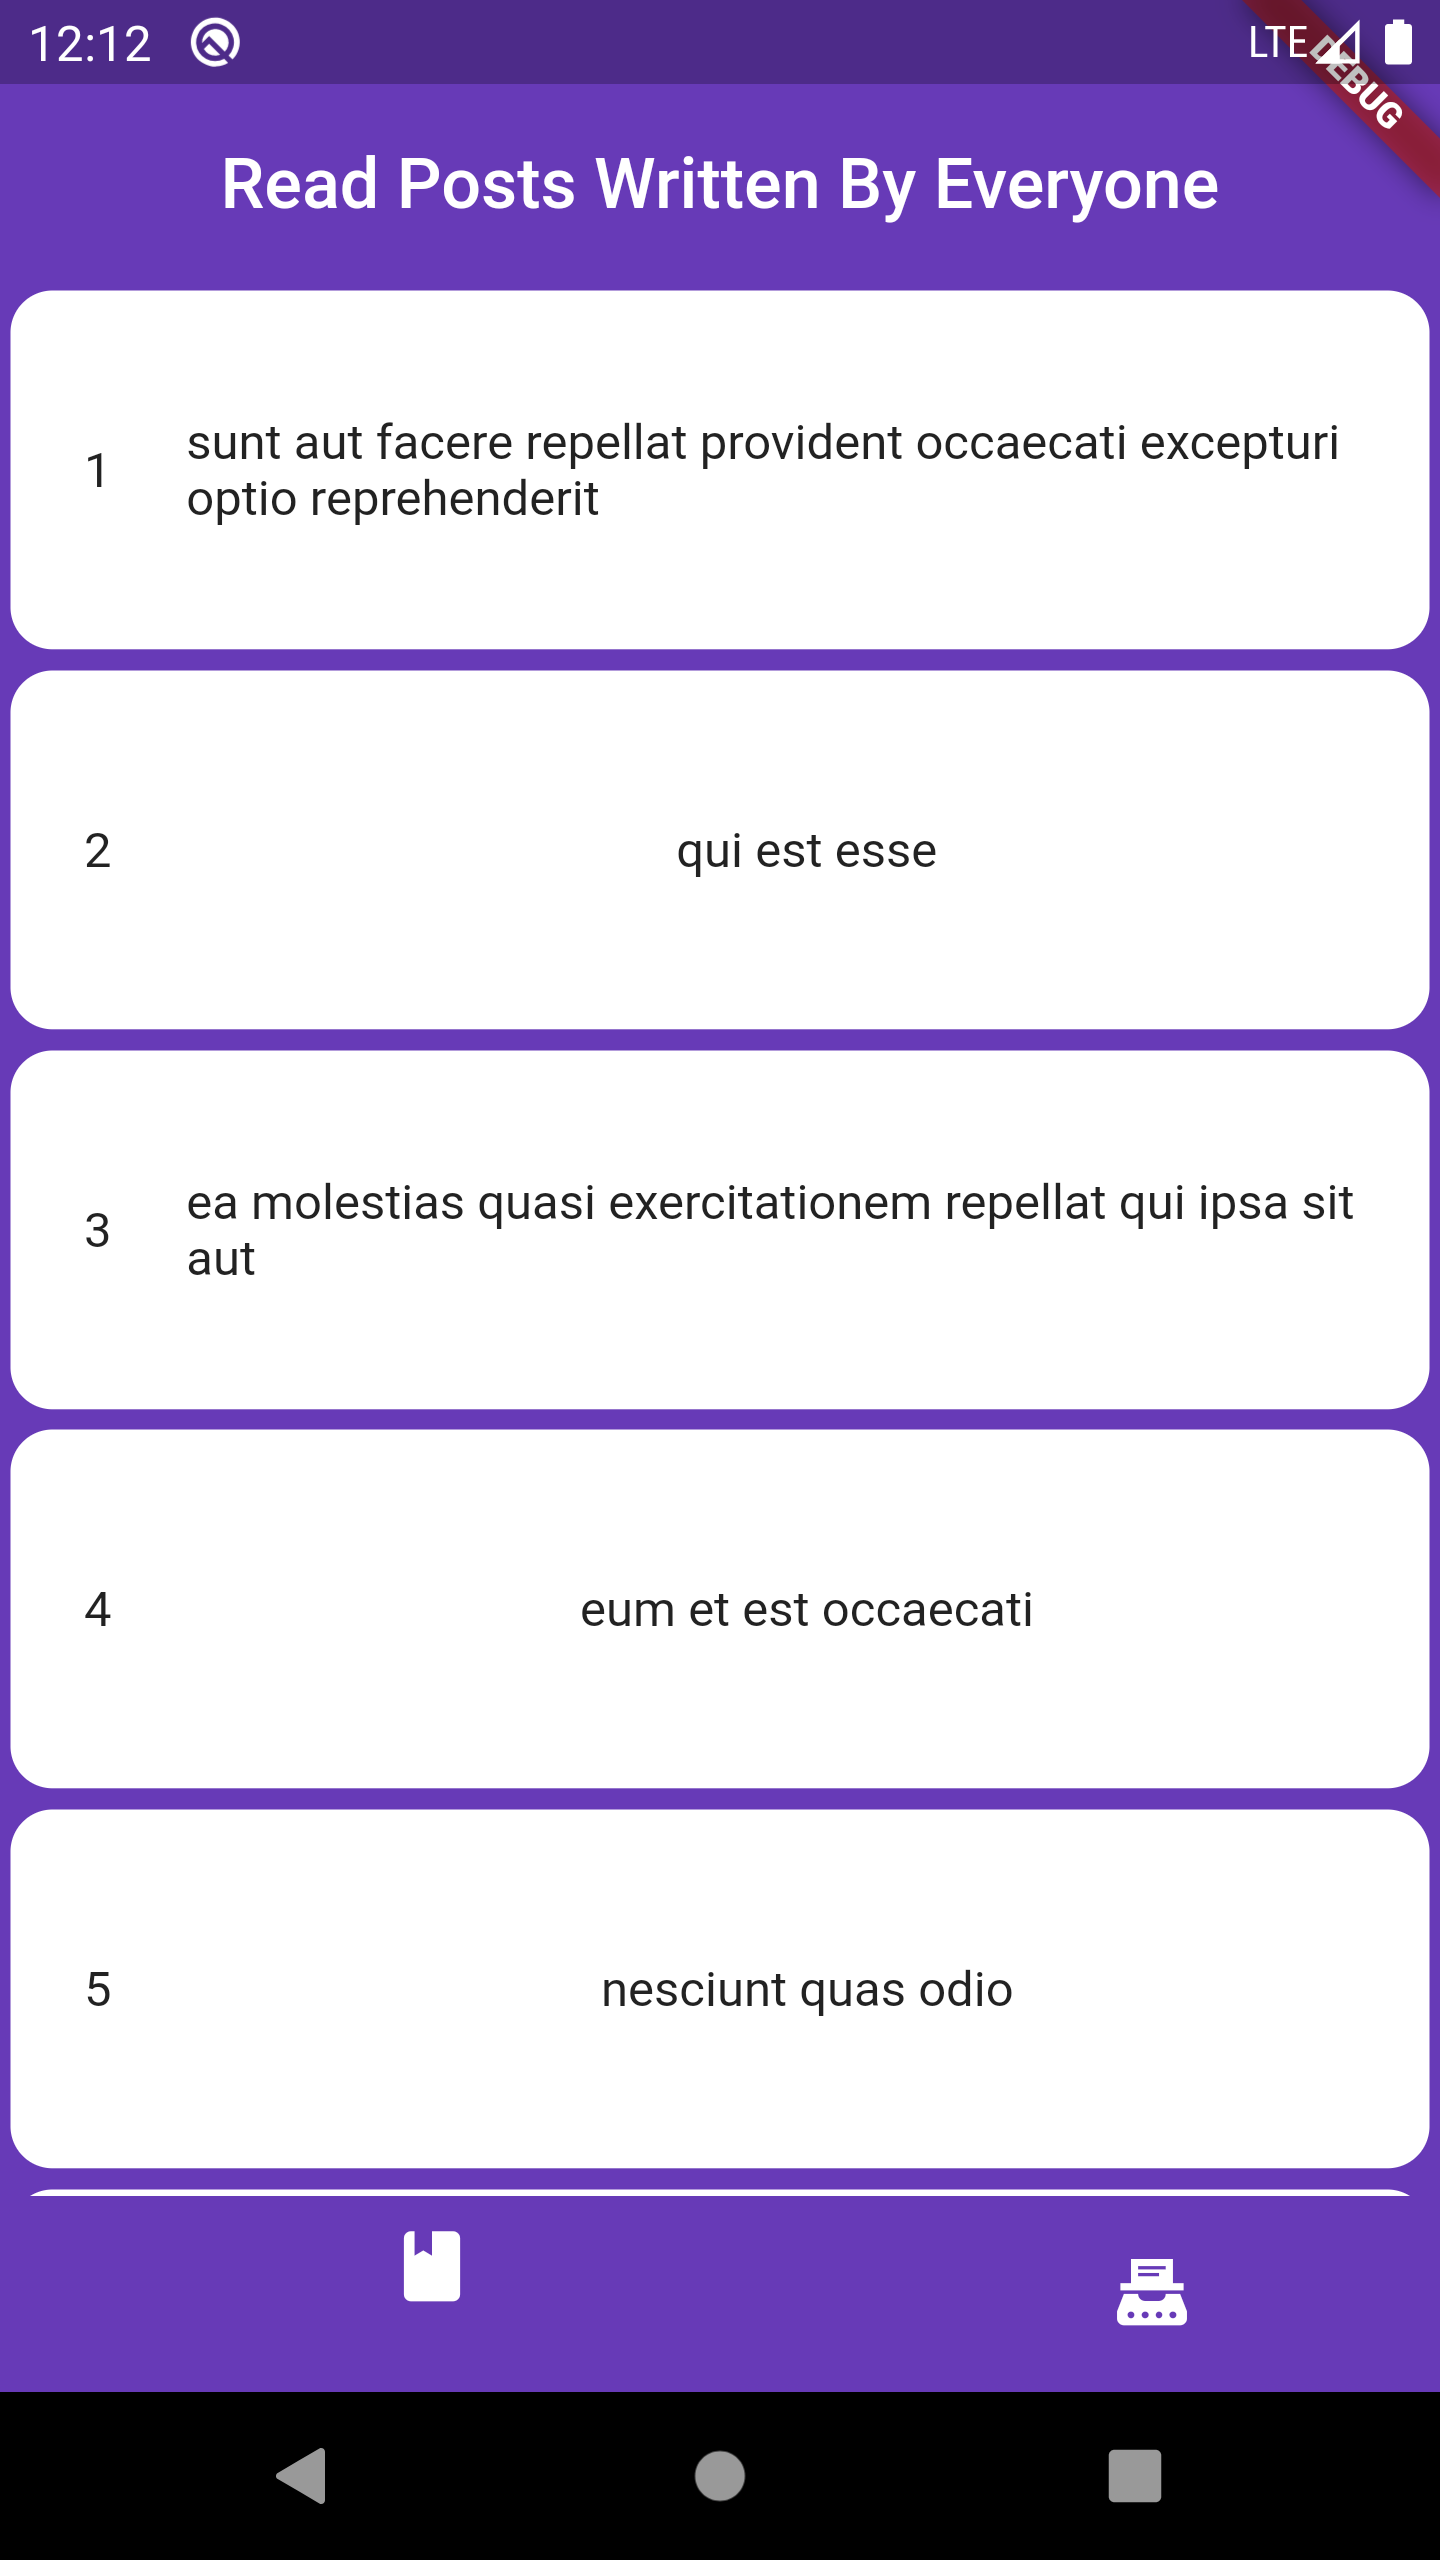 12:12
LTE
DEBUG
Read Posts Written By Everyone
1
sunt aut facere repellat provident occaecati excepturi
optio reprehenderit
2
qui est esse
3
ea molestias quasi exercitationem repellat qui ipsa sit
aut
4
eum et est occaecati
5
nesciunt quas odio